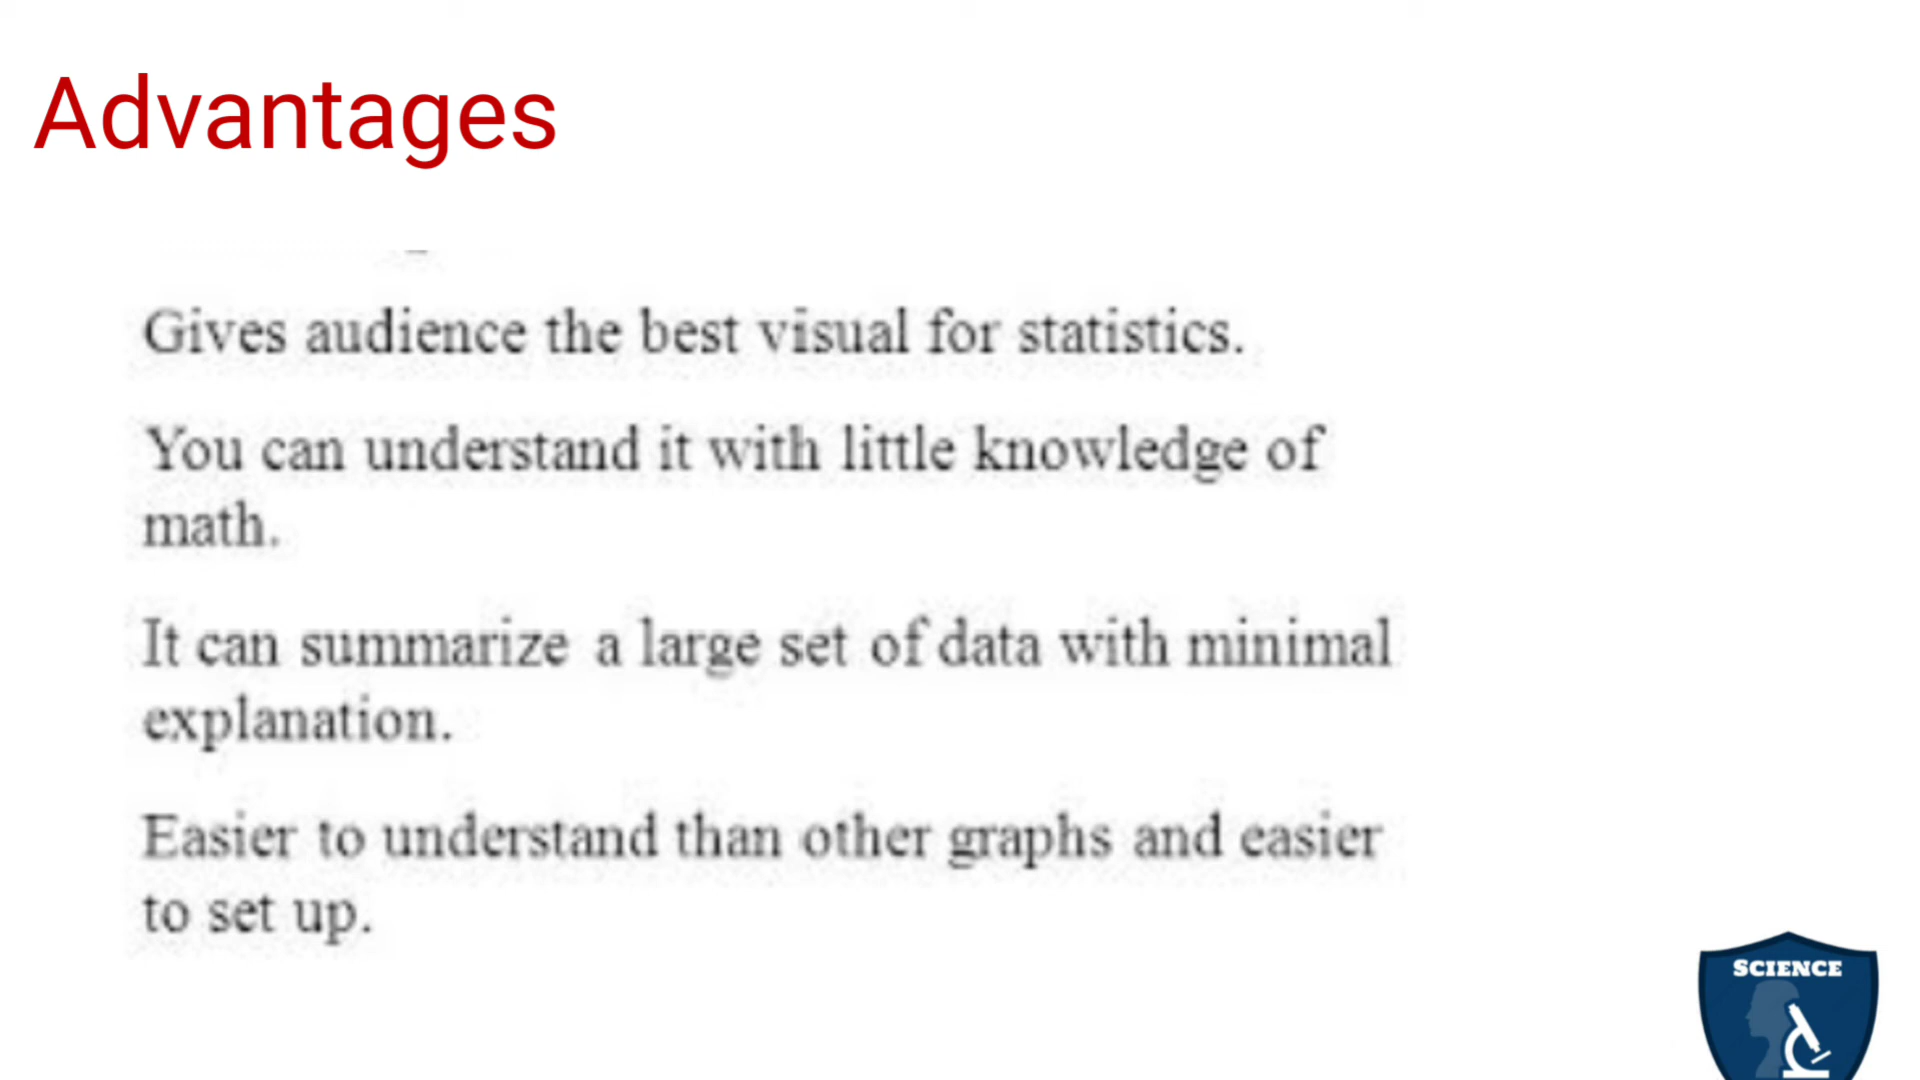 Advantages
Gives audience the best visual for statistics.
You can understand it with little knowledge of
math.
It can summarize a large set of data with minimal
explanation.
Easier to understand than other graphs and easier
to set up.
SCIENCE